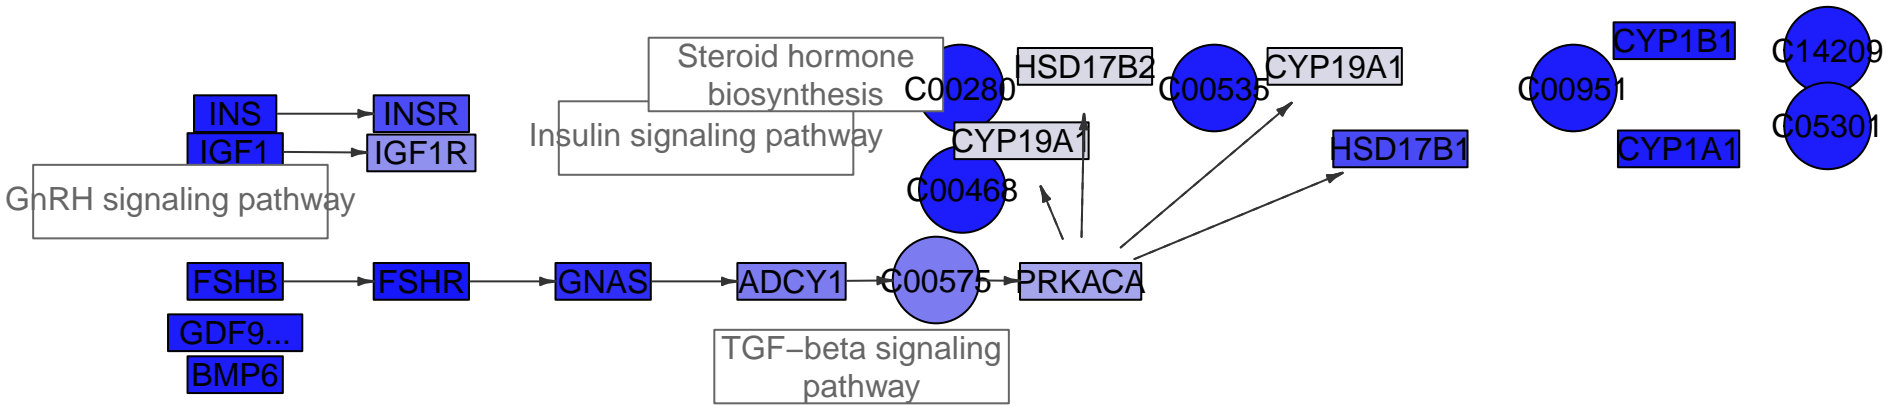 Steroid hormone
biosynthesis
C00280
HSD17B2
C00535
CYP19A1
C00951
CYP1B1
C14209
INS
INSR
Insulin signaling pathway
CYP19A1
HSD17B1
CYP1A1
C05301
IGF1
IGF1R
GnRH signaling pathway
C00468
FSHB
FSHR
GNAS
ADCY1
C00575
PRKACA
GDF9...
BMP6
TGF−beta signaling
pathway